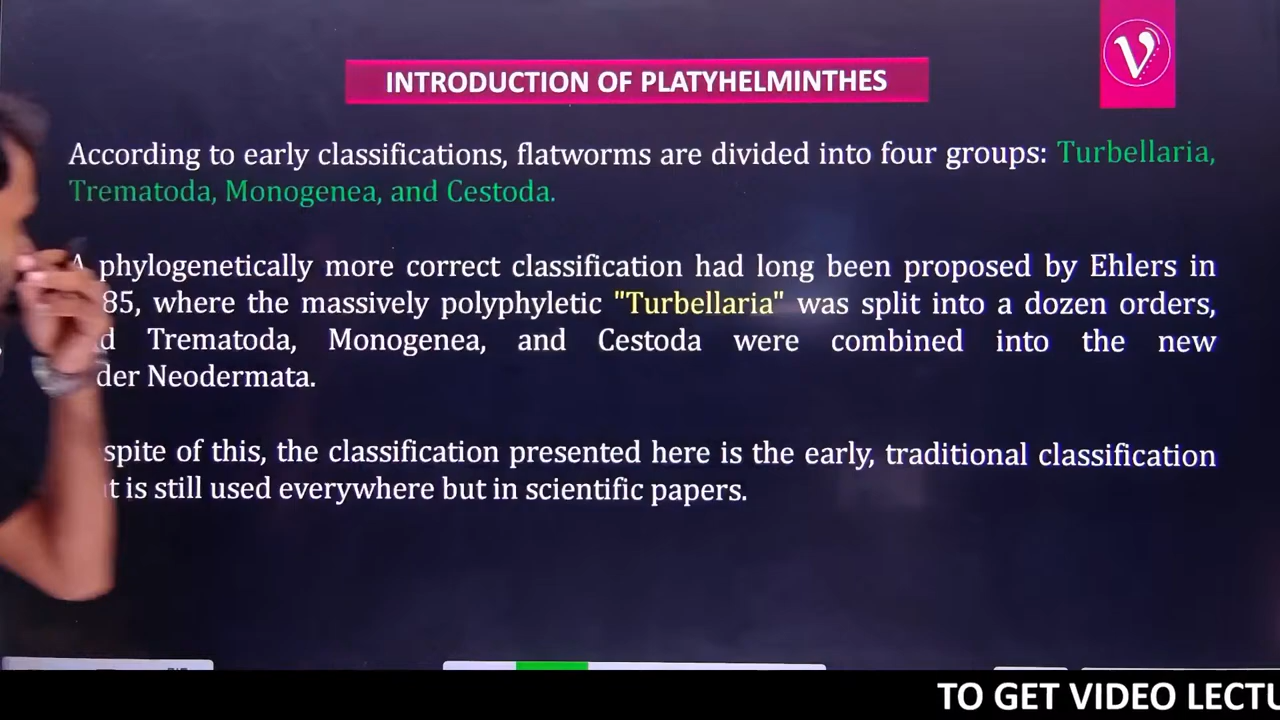 INTRODUCTION OF PLATYHELMINTHES
According to early classifications, flatworms are divided into four groups: Turbellaria,
Trematoda, Monogenea, and Cestoda.
A phylogenetically more correct classification had long been proposed by Ehlers in
85, where the massively polyphyletic "Turbellaria" was split into a dozen orders,
d Trematoda, Monogenea, and Cestoda were combined into the new
der Neodermata.
spite of this, the classification presented here is the early, traditional classification
t is still used everywhere but in scientific papers.
TO GET VIDEO LECTU